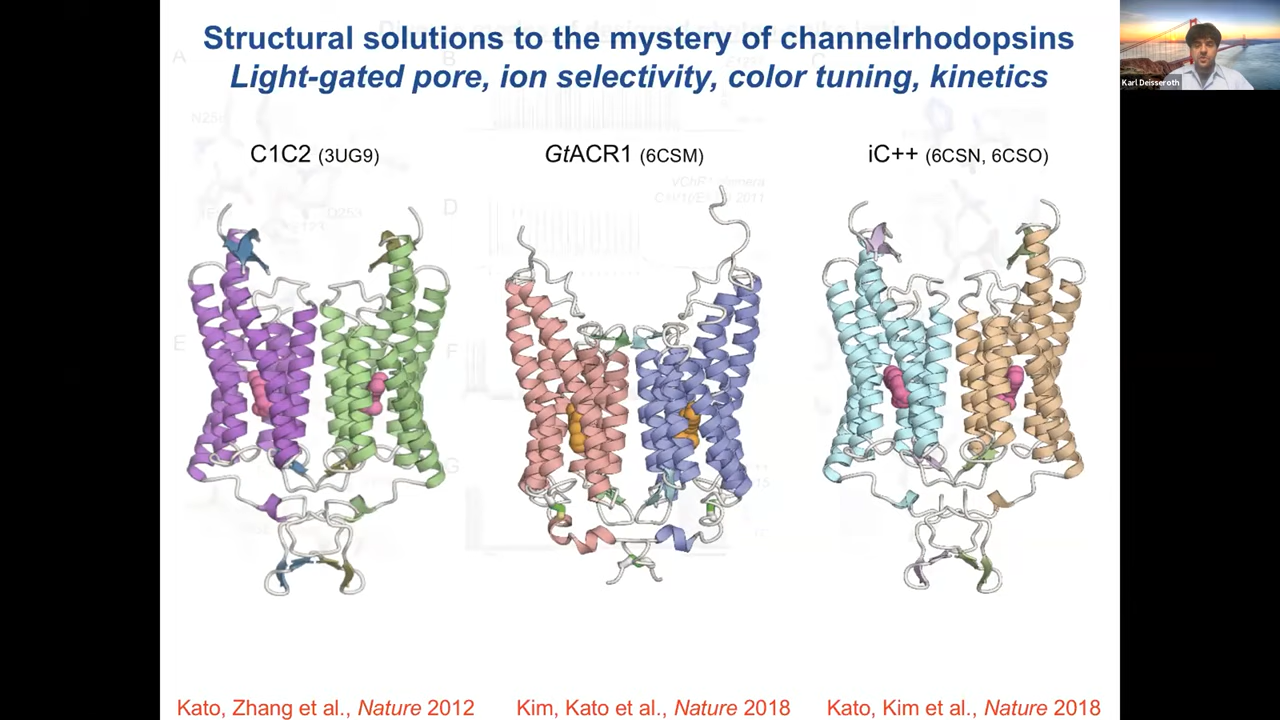 Structural solutions to the mystery of channelrhodopsins
Light-gated pore, ion selectivity, color tuning, kinetics
Karl Deisseroth
C1C2 (3UG9)
GtACR1 (6CSM)
iC++ (6CSN, 6CSO)
A
B
C
D
E
F
G
D253
Kato, Zhang et al., Nature 2012
Kim, Kato et al., Nature 2018
Kato, Kim et al., Nature 2018